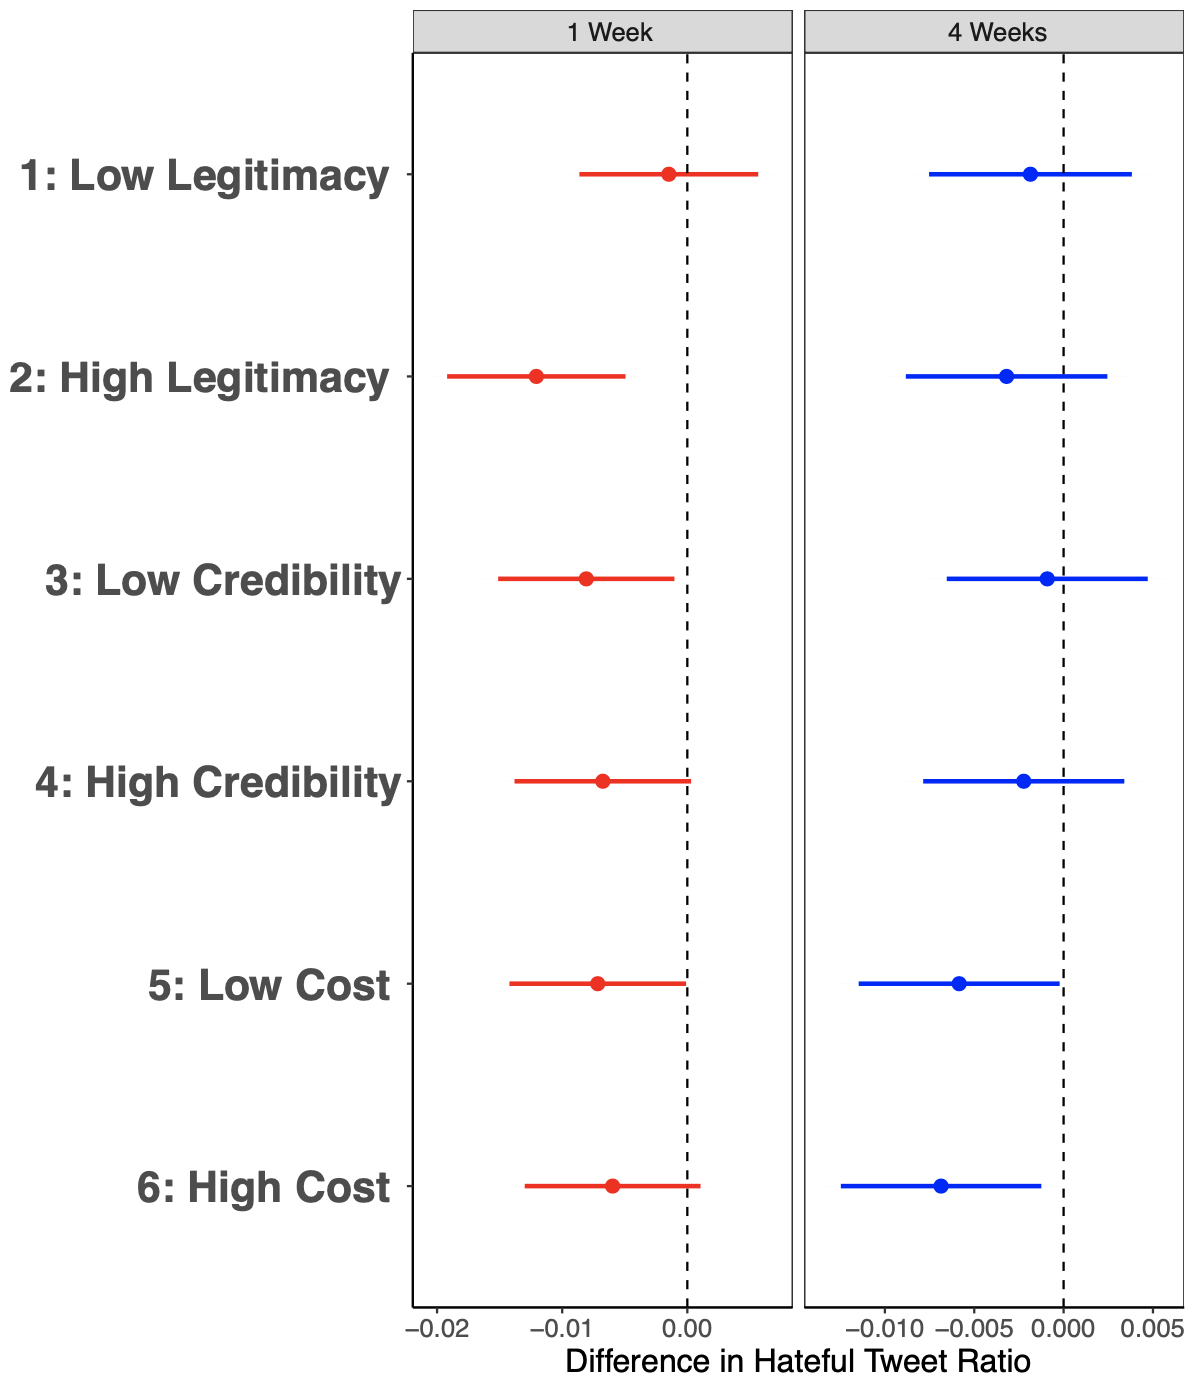 1 Week
4 Weeks
1: Low Legitimacy
2: High Legitimacy
3: Low Credibility
4: High Credibility
5: Low Cost
6: High Cost
−0.02 −0.01 0.00 −0.010 −0.005 0.000 0.005
Difference in Hateful Tweet Ratio